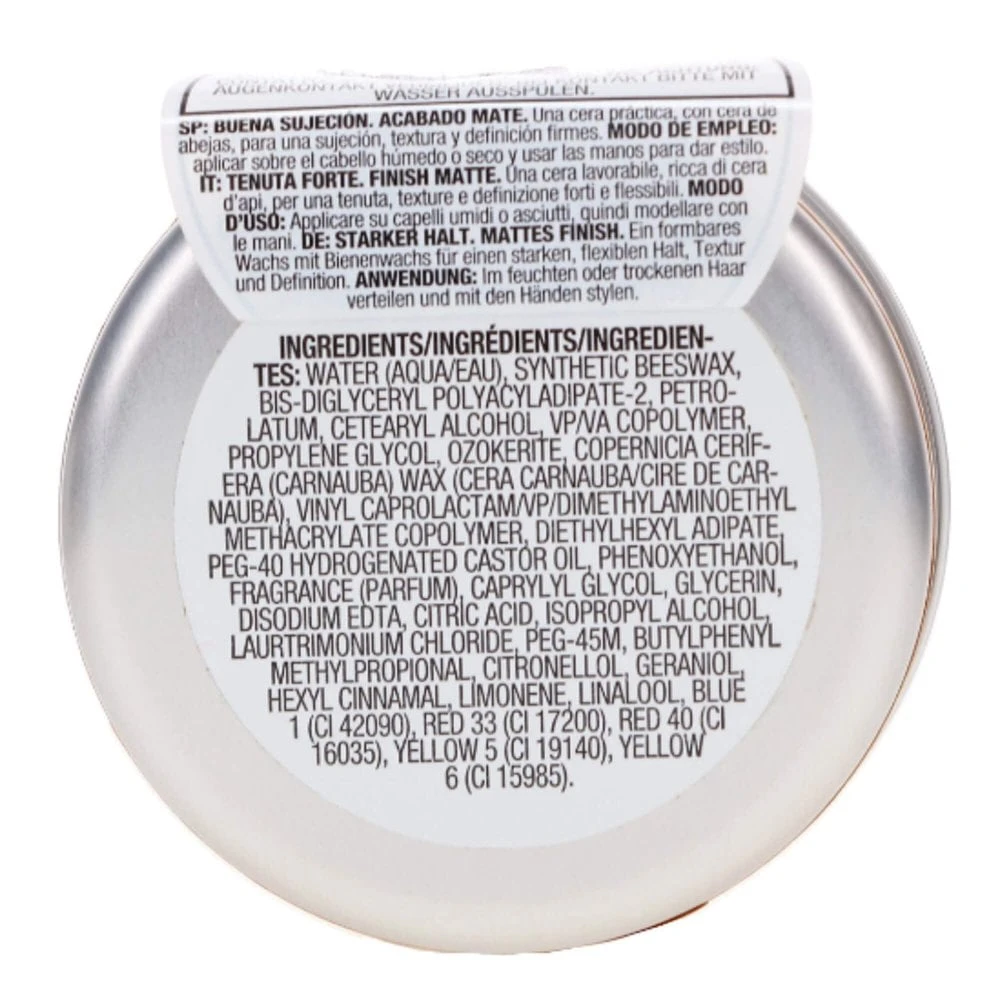 AUGENKONTAKT KONTAKT BITTE MIT
WASSER AUSSPÜLEN.
SP: BUENA SUJECIÓN. ACABADO MATE. Una cera práctica, con cera de
abejas, para una sujeción, textura y definición firmes. MODO DE EMPLEO:
aplicar sobre el cabello húmedo o seco y usar las manos para dar estilo.
IT: TENUTA FORTE. FINISH MATTE. Una cera lavorabile, ricca di cera
d'api, per una tenuta, texture e definizione forti e flessibili. MODO
D'USO: Applicare su capelli umidi o asciutti, quindi modellare con
le mani. DE: STARKER HALT. MATTES FINISH. Ein formbares
Wachs mit Bienenwachs für einen starken, flexiblen Halt, Textur
und Definition. ANWENDUNG: Im feuchten oder trockenen Haar
verteilen und mit den Händen stylen.
INGREDIENTS/INGRÉDIENTS/INGREDIEN-
TES: WATER (AQUA/EAU), SYNTHETIC BEESWAX,
BIS-DIGLYCERYL POLYACYLADIPATE-2, PETRO-
LATUM, CETEARYL ALCOHOL, VP/VA COPOLYMER,
PROPYLENE GLYCOL, OZOKERITE, COPERNICIA CERIF-
ERA (CARNAUBA) WAX (CERA CARNAUBA/CIRE DE CAR-
NAUBA), VINYL CAPROLACTAM/VP/DIMETHYLAMINOETHYL
METHACRYLATE COPOLYMER, DIETHYLHEXYL ADIPATE,
PEG-40 HYDROGENATED CASTOR OIL, PHENOXYETHANOL,
FRAGRANCE (PARFUM), CAPRYLYL GLYCOL, GLYCERIN,
DISODIUM EDTA, CITRIC ACID, ISOPROPYL ALCOHOL,
LAURTRIMONIUM CHLORIDE, PEG-45M, BUTYLPHENYL
METHYLPROPIONAL, CITRONELLOL, GERANIOL,
HEXYL CINNAMAL, LIMONENE, LINALOOL, BLUE
1 (CI 42090), RED 33 (CI 17200), RED 40 (CI
16035), YELLOW 5 (CI 19140), YELLOW
6 (CI 15985).